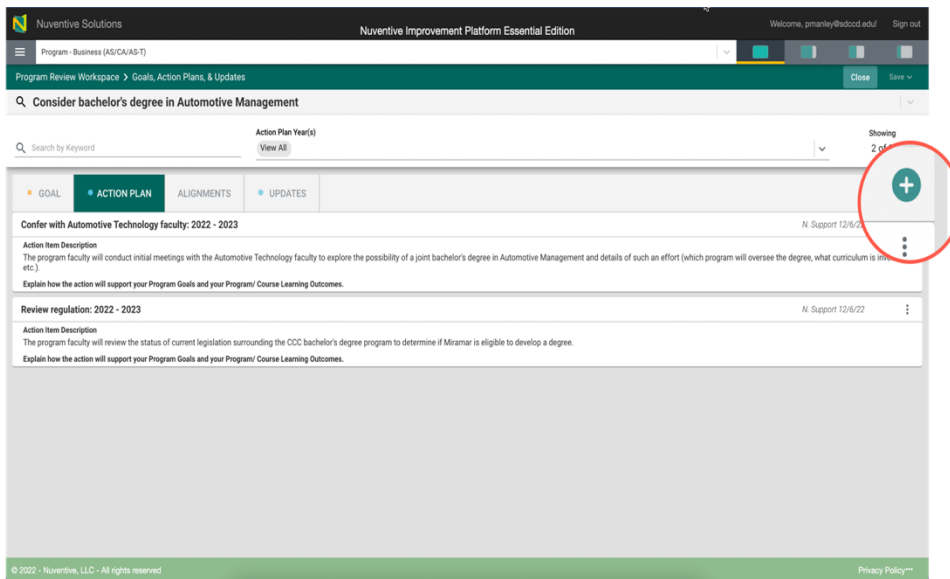 Nuventive Solutions
Nuventive Improvement Platform Essential Edition
Welcome, pmanley@sdccd.edu! Sign out
Program - Business (AS/CA/AS-T)
Program Review Workspace > Goals, Action Plans, & Updates
Close Save
Consider bachelor's degree in Automotive Management
Action Plan Year(s)
Showing
Search by Keyword
View All
2 of
GOAL ACTION PLAN ALIGNMENTS UPDATES
Confer with Automotive Technology faculty: 2022 - 2023
N. Support 12/6/22
Action Item Description
The program faculty will conduct initial meetings with the Automotive Technology faculty to explore the possibility of a joint bachelor's degree in Automotive Management and details of such an effort (which program will oversee the degree, what curriculum is
etc.).
Explain how the action will support your Program Goals and your Program/ Course Learning Outcomes.
Review regulation: 2022 - 2023
N. Support 12/6/22
Action Item Description
The program faculty will review the status of current legislation surrounding the CCC bachelor's degree program to determine if Miramar is eligible to develop a degree.
Explain how the action will support your Program Goals and your Program/ Course Learning Outcomes.
© 2022 - Nuventive, LLC - All rights reserved
Privacy Policy